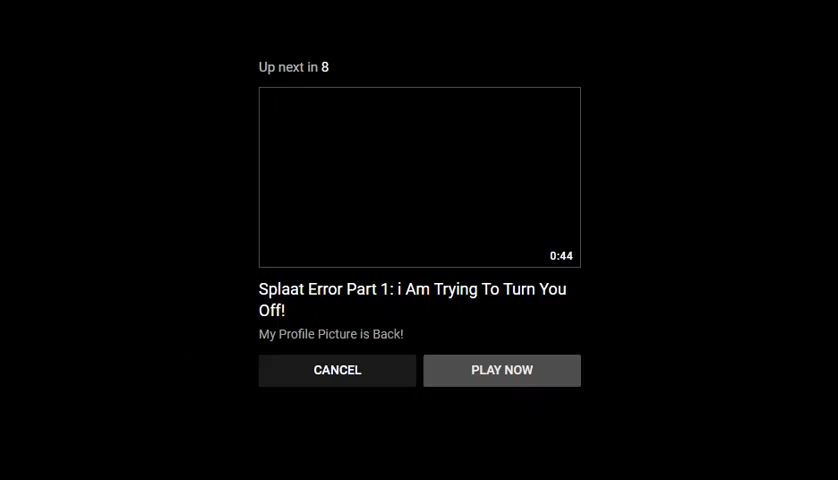 Up next in 8
0:44
Splaat Error Part 1: i Am Trying To Turn You
Off!
My Profile Picture is Back!
CANCEL
PLAY NOW